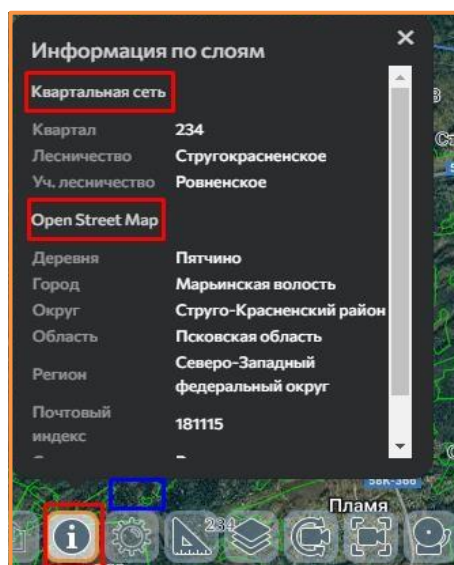 Информация по слоям
Квартальная сеть
Квартал 234
Лесничество Стругокрасненское
Уч. лесничество Ровненское
Open Street Map
Деревня Пятчино
Город Марьинская волость
Округ Струго-Красненский район
Область Псковская область
Регион Северо-Западный
федеральный округ
Почтовый
индекс 181115
58К-366
Пламя
234